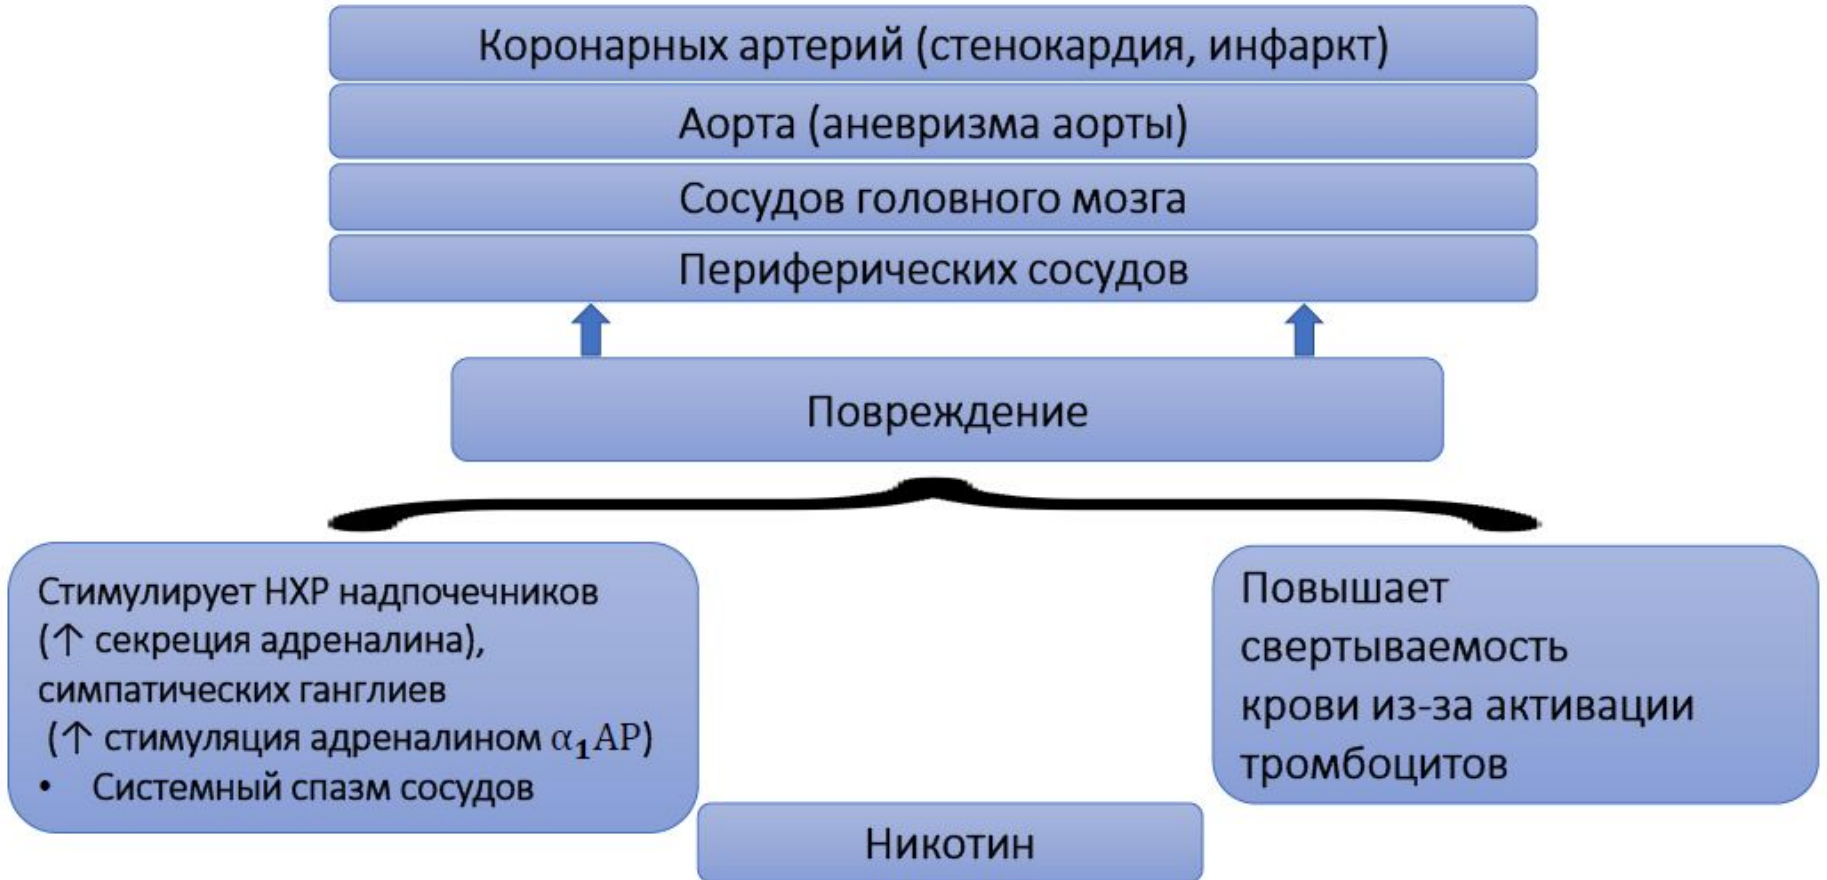 Коронарных артерий (стенокардия, инфаркт)
Аорта (аневризма аорты)
Сосудов головного мозга
Периферических сосудов
Повреждение
Стимулирует НХР надпочечников
(↑ секреция адреналина),
симпатических ганглиев
(↑ стимуляция адреналином α₁АР)
• Системный спазм сосудов
Повышает
свертываемость
крови из-за активации
тромбоцитов
Никотин